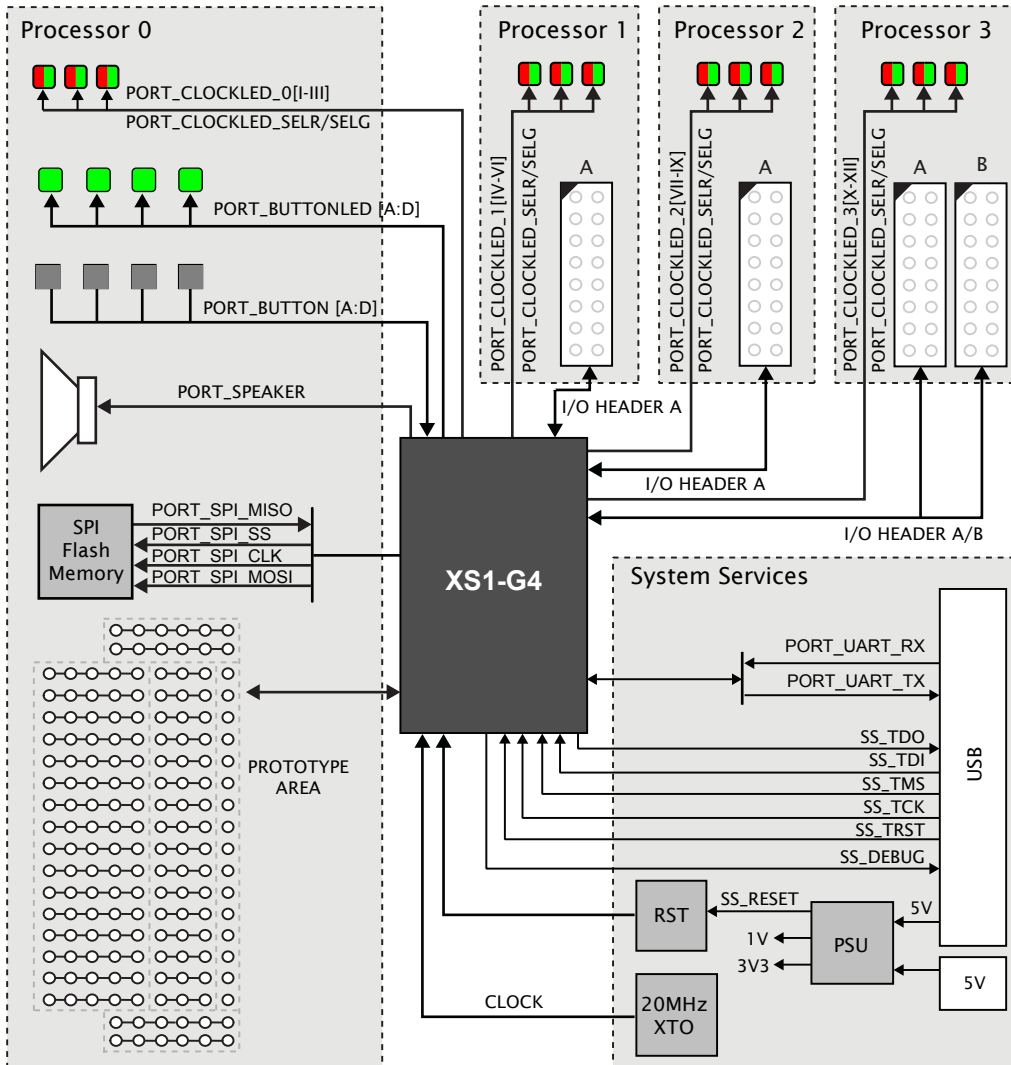 Processor 0
PORT_CLOCKLED_0[I-III]
PORT_CLOCKLED_SELR/SELG
PORT_BUTTONLED [A:D]
PORT_BUTTON [A:D]
PORT_SPEAKER
SPI
Flash
Memory
PORT_SPI_MISO
PORT_SPI_SS
PORT_SPI_CLK
PORT_SPI_MOSI
PROTOTYPE
AREA
Processor 1
PORT_CLOCKLED_1[IV-VI]
PORT_CLOCKLED_SELR/SELG
A
I/O HEADER A
Processor 2
PORT_CLOCKLED_2[VII-IX]
PORT_CLOCKLED_SELR/SELG
A
I/O HEADER A
Processor 3
PORT_CLOCKLED_3[X-XII]
PORT_CLOCKLED_SELR/SELG
A
B
I/O HEADER A/B
XS1-G4
System Services
PORT_UART_RX
PORT_UART_TX
SS_TDO
SS_TDI
SS_TMS
SS_TCK
SS_TRST
SS_DEBUG
USB
RST
SS_RESET
PSU
5V
1V
3V3
5V
CLOCK
20MHz
XTO